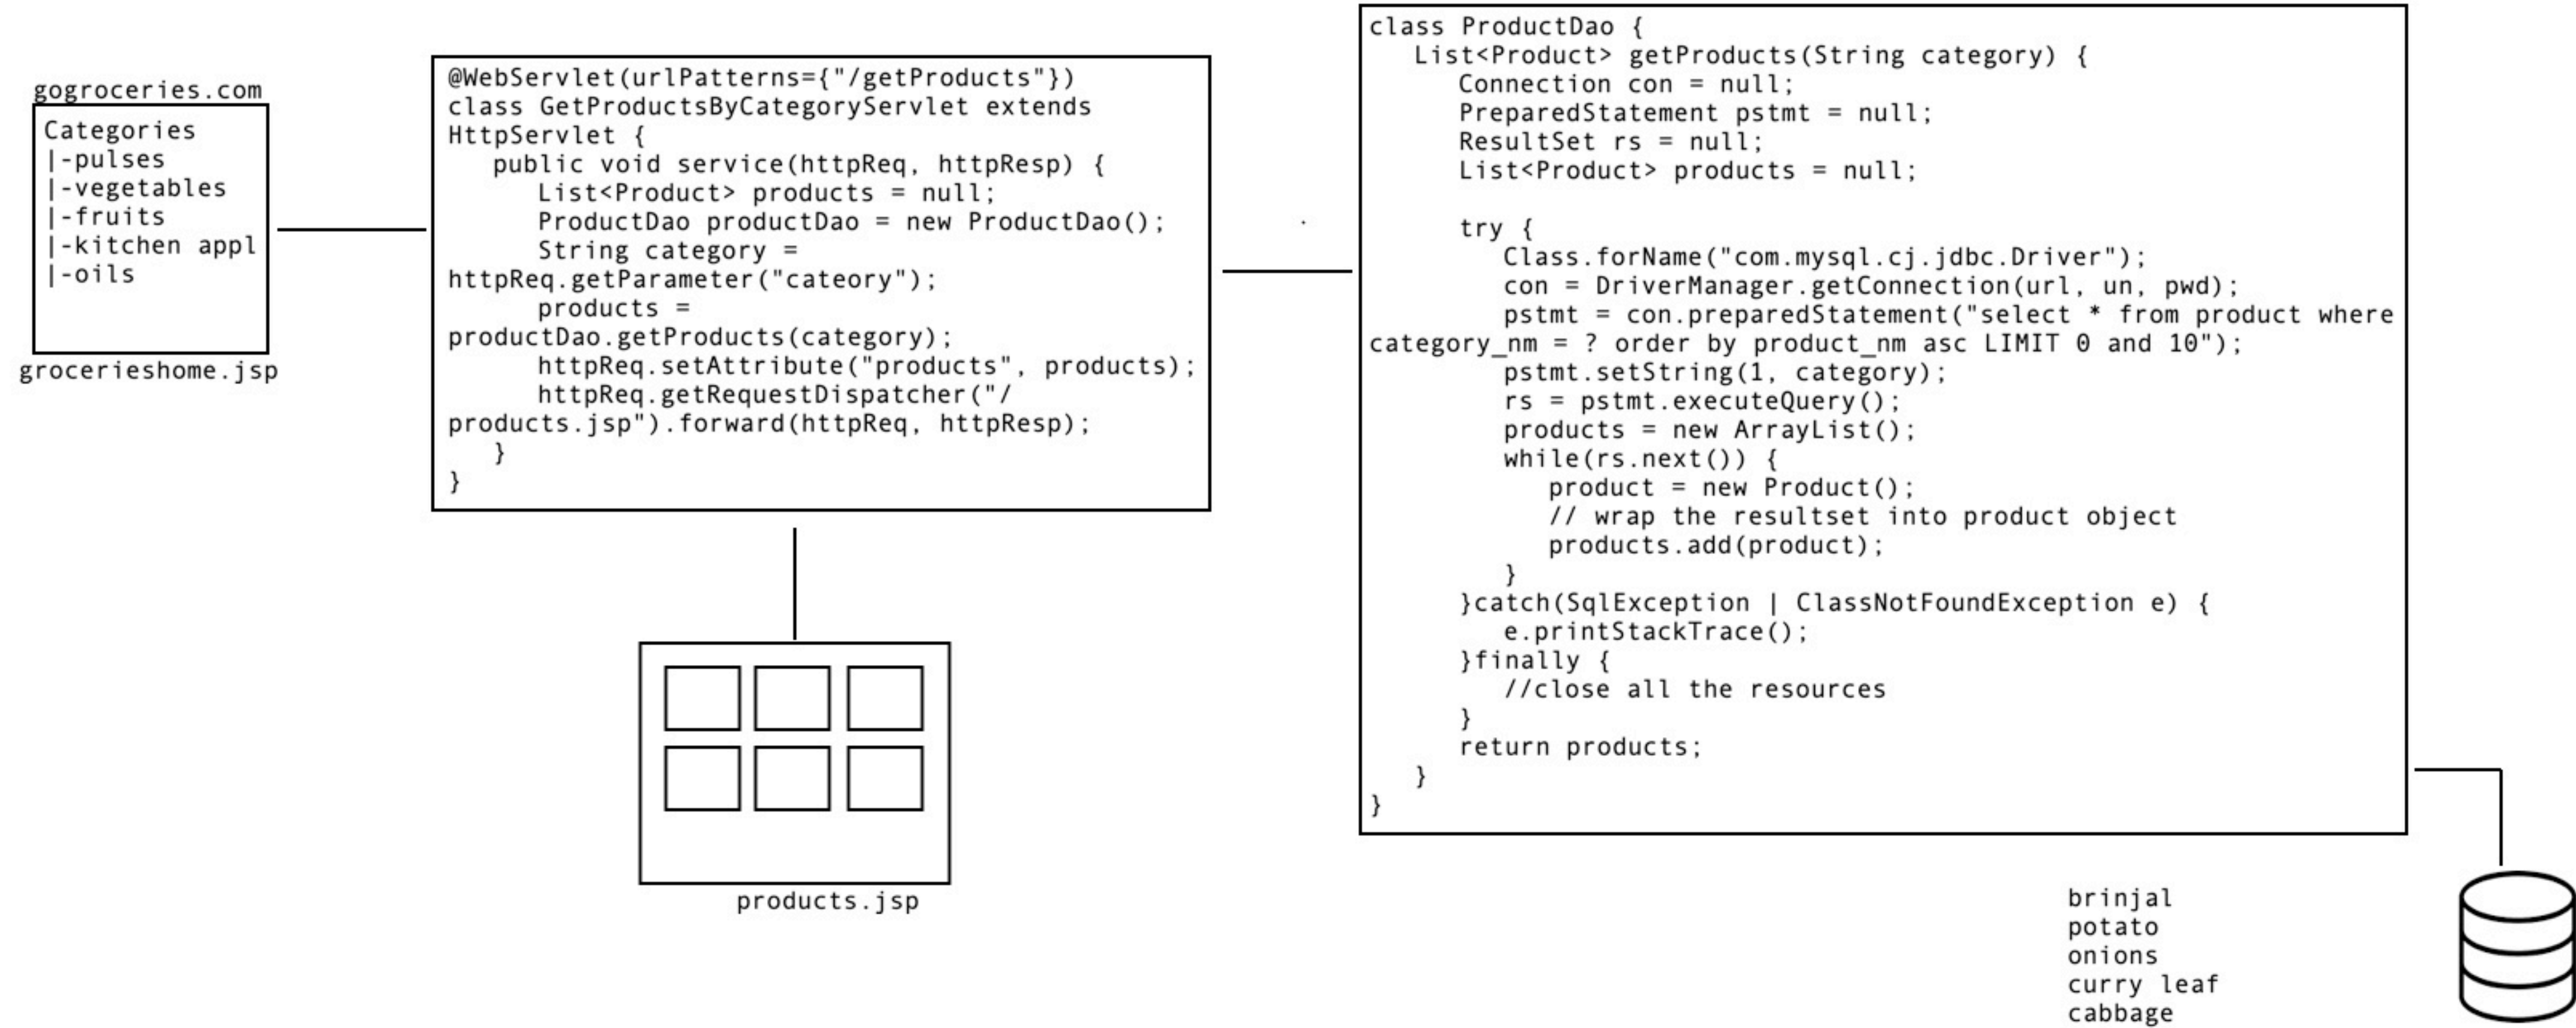 gogroceries.com
Categories
|-pulses
|-vegetables
|-fruits
|-kitchen appl
|-oils
grocerieshome.jsp
@WebServlet(urlPatterns={"/getProducts"})
class GetProductsByCategoryServlet extends
HttpServlet {
public void service(httpReq, httpResp) {
List<Product> products = null;
ProductDao productDao = new ProductDao();
String category =
httpReq.getParameter("cateory");
products =
productDao.getProducts(category);
httpReq.setAttribute("products", products);
httpReq.getRequestDispatcher("/
products.jsp").forward(httpReq, httpResp);
}
}
products.jsp
class ProductDao {
List<Product> getProducts(String category) {
Connection con = null;
PreparedStatement pstmt = null;
ResultSet rs = null;
List<Product> products = null;
try {
Class.forName("com.mysql.cj.jdbc.Driver");
con = DriverManager.getConnection(url, un, pwd);
pstmt = con.preparedStatement("select * from product where
category_nm = ? order by product_nm asc LIMIT 0 and 10");
pstmt.setString(1, category);
rs = pstmt.executeQuery();
products = new ArrayList();
while(rs.next()) {
product = new Product();
// wrap the resultset into product object
products.add(product);
}
}catch(SqlException | ClassNotFoundException e) {
e.printStackTrace();
}finally {
//close all the resources
}
return products;
}
}
brinjal
potato
onions
curry leaf
cabbage